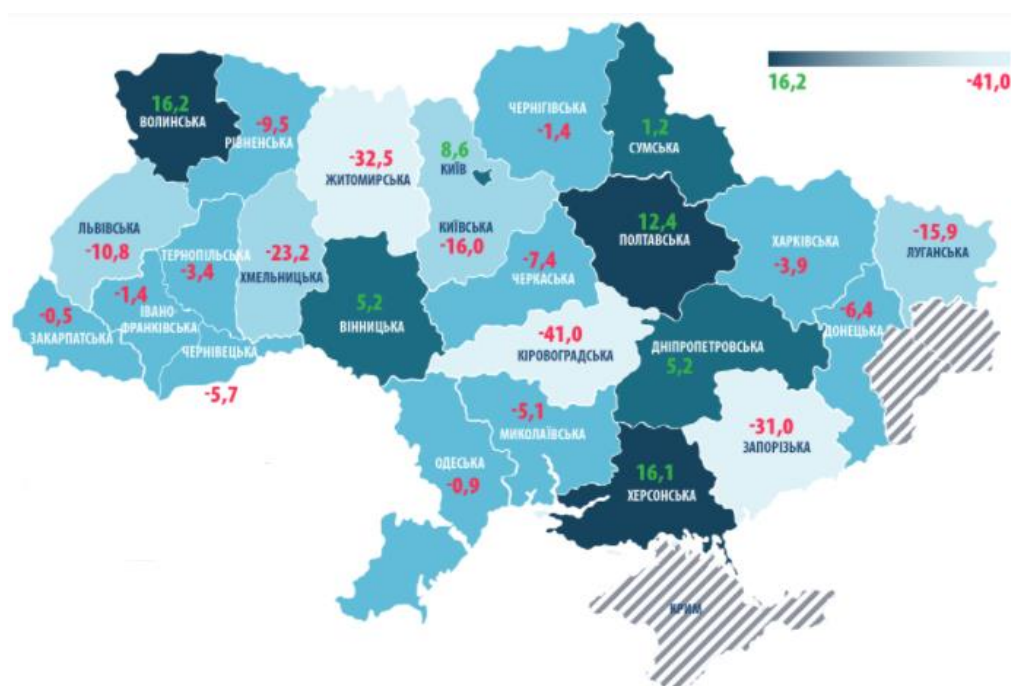 16,2
-41,0
16,2
ВОЛИНСЬКА
-9,5
РІВНЕНСЬКА
-32,5
ЖИТОМИРСЬКА
8,6
КИЇВ
ЧЕРНІГІВСЬКА
-1,4
1,2
СУМСЬКА
ЛЬВІВСЬКА
-10,8
ТЕРНОПІЛЬСЬКА
-3,4
-23,2
ХМЕЛЬНИЦЬКА
КИЇВСЬКА
-16,0
-7,4
ЧЕРКАСЬКА
12,4
ПОЛТАВСЬКА
ХАРКІВСЬКА
-3,9
-15,9
ЛУГАНСЬКА
-0,5
ЗАКАРПАТСЬКА
-1,4
ІВАНО-
ФРАНКІВСЬКА
ЧЕРНІВЕЦЬКА
-5,7
5,2
ВІННИЦЬКА
-41,0
КІРОВОГРАДСЬКА
ДНІПРОПЕТРОВСЬКА
5,2
-6,4
ДОНЕЦЬКА
ОДЕСЬКА
-0,9
-5,1
МИКОЛАЇВСЬКА
16,1
ХЕРСОНСЬКА
-31,0
ЗАПОРІЗЬКА
КРИМ